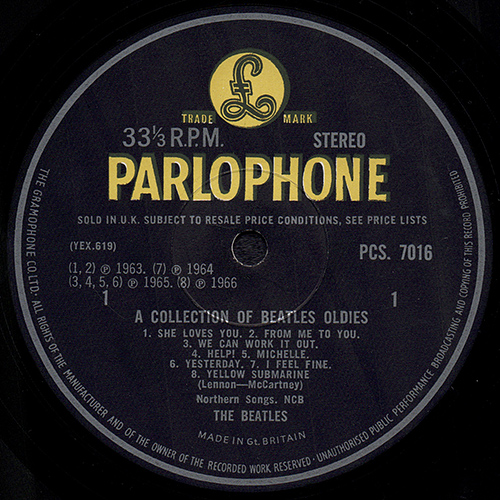 £
TRADE MARK
33⅓ R.P.M. STEREO
PARLOPHONE
SOLD IN U.K. SUBJECT TO RESALE PRICE CONDITIONS, SEE PRICE LISTS
(YEX.619) PCS. 7016
(1, 2) ℗ 1963. (7) ℗ 1964
(3, 4, 5, 6) ℗ 1965. (8) ℗ 1966
1 1
A COLLECTION OF BEATLES OLDIES
1. SHE LOVES YOU. 2. FROM ME TO YOU.
3. WE CAN WORK IT OUT.
4. HELP! 5. MICHELLE.
6. YESTERDAY. 7. I FEEL FINE.
8. YELLOW SUBMARINE
(Lennon—McCartney)
Northern Songs. NCB
THE BEATLES
MADE IN Gt. BRITAIN
THE GRAMOPHONE CO. LTD. ALL RIGHTS OF THE MANUFACTURER AND OF THE OWNER OF THE RECORDED WORK RESERVED · UNAUTHORISED PUBLIC PERFORMANCE BROADCASTING AND COPYING OF THIS RECORD PROHIBITED